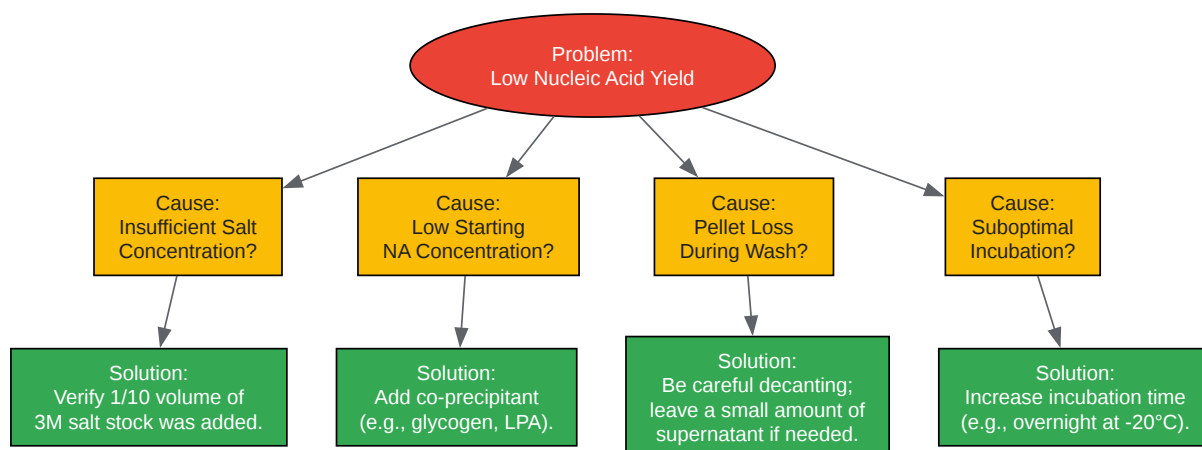 Problem:
Low Nucleic Acid Yield
Cause:
Insufficient Salt
Concentration?
Cause:
Low Starting
NA Concentration?
Cause:
Pellet Loss
During Wash?
Cause:
Suboptimal
Incubation?
Solution:
Verify 1/10 volume of
3M salt stock was added.
Solution:
Add co-precipitant
(e.g., glycogen, LPA).
Solution:
Be careful decanting;
leave a small amount of
supernatant if needed.
Solution:
Increase incubation time
(e.g., overnight at -20°C).